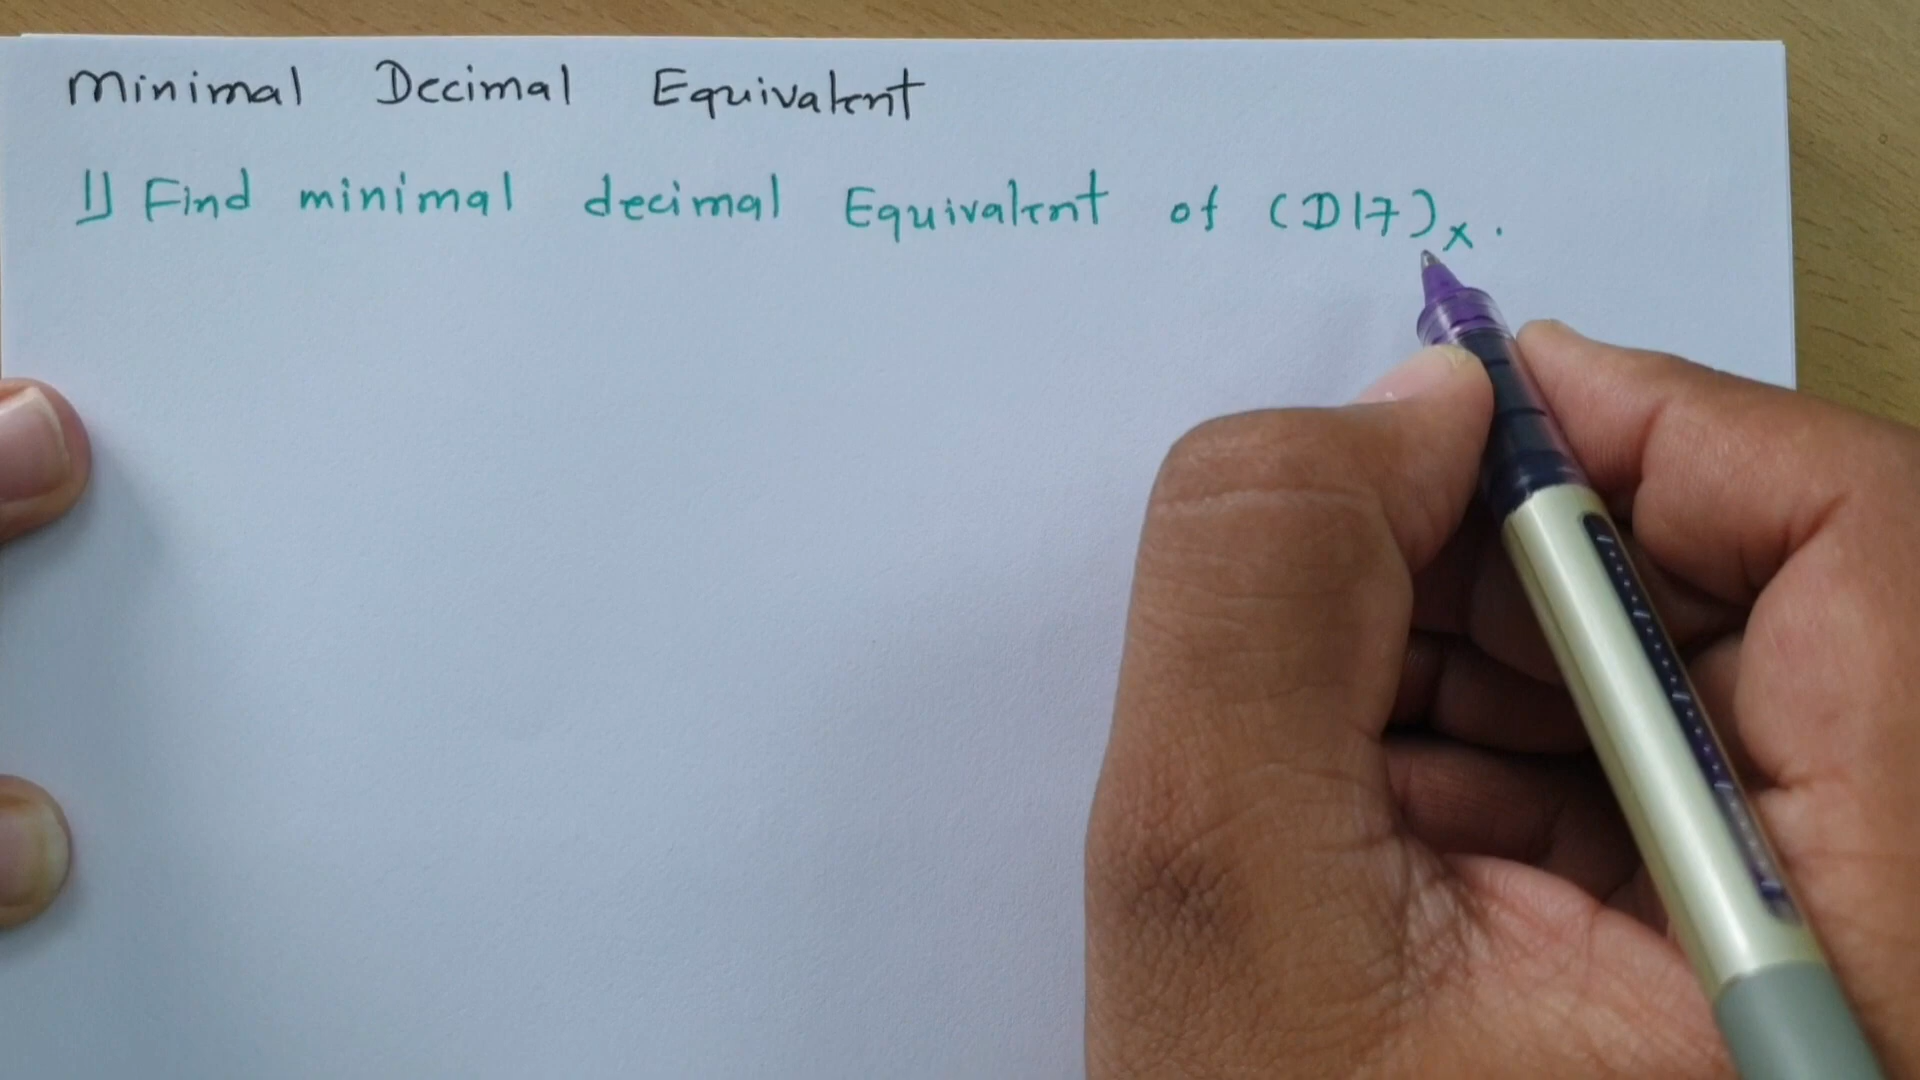 Minimal Decimal Equivalent
1) Find minimal decimal Equivalent of (D17)x.